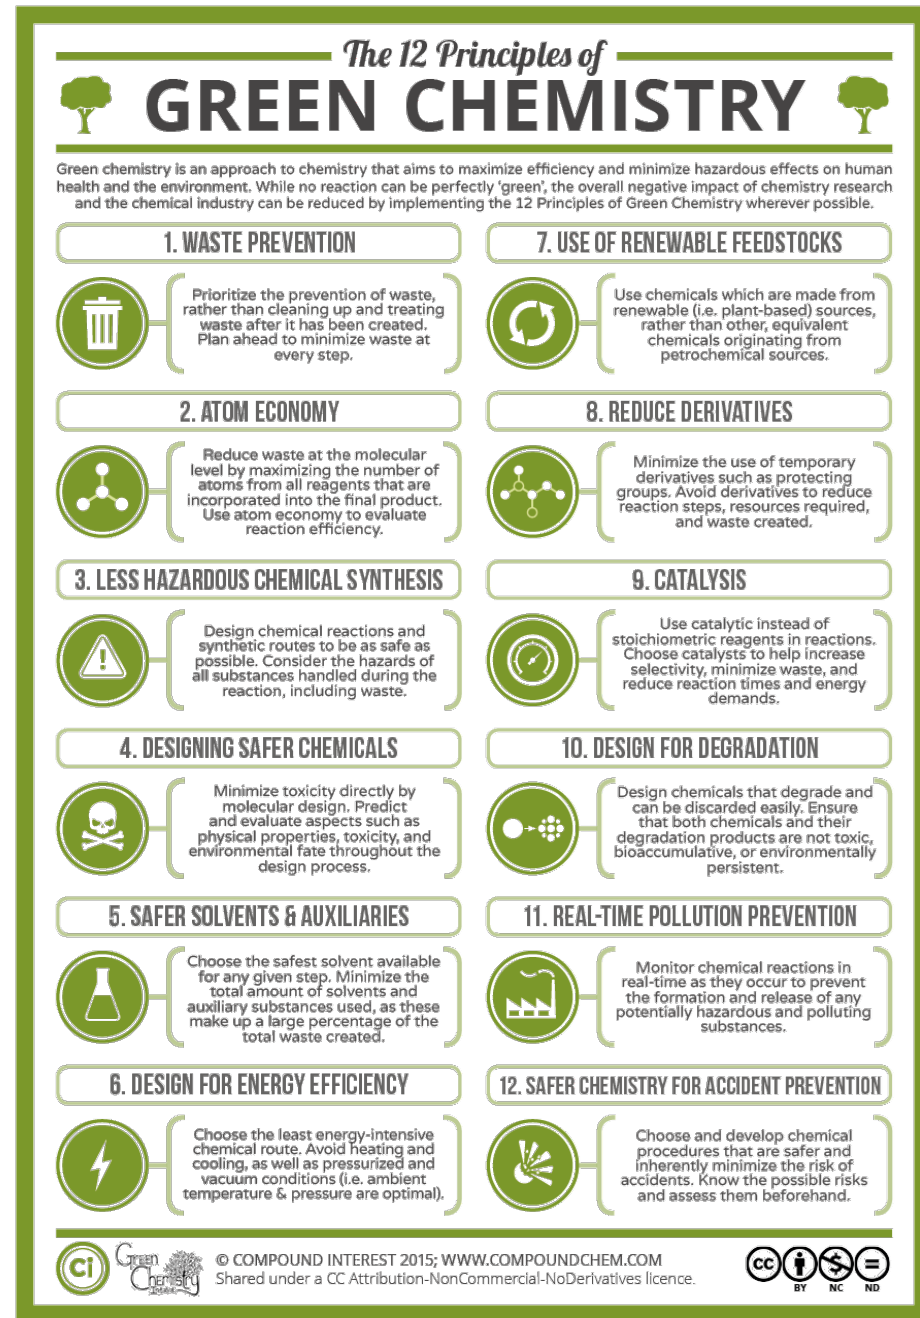 The 12 Principles of
GREEN CHEMISTRY
Green chemistry is an approach to chemistry that aims to maximize efficiency and minimize hazardous effects on human
health and the environment. While no reaction can be perfectly ‘green’, the overall negative impact of chemistry research
and the chemical industry can be reduced by implementing the 12 Principles of Green Chemistry wherever possible.
1. WASTE PREVENTION
Prioritize the prevention of waste,
rather than cleaning up and treating
waste after it has been created.
Plan ahead to minimize waste at
every step.
2. ATOM ECONOMY
Reduce waste at the molecular
level by maximizing the number of
atoms from all reagents that are
incorporated into the final product.
Use atom economy to evaluate
reaction efficiency.
3. LESS HAZARDOUS CHEMICAL SYNTHESIS
Design chemical reactions and
synthetic routes to be as safe as
possible. Consider the hazards of
all substances handled during the
reaction, including waste.
4. DESIGNING SAFER CHEMICALS
Minimize toxicity directly by
molecular design. Predict
and evaluate aspects such as
physical properties, toxicity, and
environmental fate throughout the
design process.
5. SAFER SOLVENTS & AUXILIARIES
Choose the safest solvent available
for any given step. Minimize the
total amount of solvents and
auxiliary substances used, as these
make up a large percentage of the
total waste created.
6. DESIGN FOR ENERGY EFFICIENCY
Choose the least energy-intensive
chemical route. Avoid heating and
cooling, as well as pressurized and
vacuum conditions (i.e. ambient
temperature & pressure are optimal).
7. USE OF RENEWABLE FEEDSTOCKS
Use chemicals which are made from
renewable (i.e. plant-based) sources,
rather than other, equivalent
chemicals originating from
petrochemical sources.
8. REDUCE DERIVATIVES
Minimize the use of temporary
derivatives such as protecting
groups. Avoid derivatives to reduce
reaction steps, resources required,
and waste created.
9. CATALYSIS
Use catalytic instead of
stoichiometric reagents in reactions.
Choose catalysts to help increase
selectivity, minimize waste, and
reduce reaction times and energy
demands.
10. DESIGN FOR DEGRADATION
Design chemicals that degrade and
can be discarded easily. Ensure
that both chemicals and their
degradation products are not toxic,
bioaccumulative, or environmentally
persistent.
11. REAL-TIME POLLUTION PREVENTION
Monitor chemical reactions in
real-time as they occur to prevent
the formation and release of any
potentially hazardous and polluting
substances.
12. SAFER CHEMISTRY FOR ACCIDENT PREVENTION
Choose and develop chemical
procedures that are safer and
inherently minimize the risk of
accidents. Know the possible risks
and assess them beforehand.
Ci
Green
Chemistry
© COMPOUND INTEREST 2015; WWW.COMPOUNDCHEM.COM
Shared under a CC Attribution-NonCommercial-NoDerivatives licence.
CC
BY NC ND